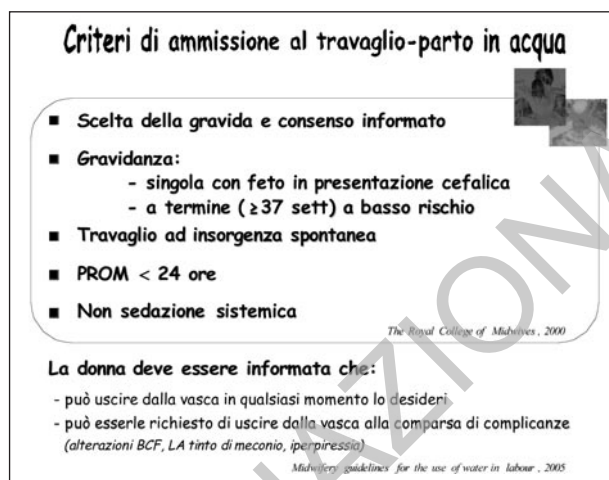 Criteri di ammissione al travaglio-parto in acqua
■ Scelta della gravida e consenso informato
■ Gravidanza:
- singola con feto in presentazione cefalica
- a termine (≥37 sett) a basso rischio
■ Travaglio ad insorgenza spontanea
■ PROM < 24 ore
■ Non sedazione sistemica
The Royal College of Midwives, 2000
La donna deve essere informata che:
- può uscire dalla vasca in qualsiasi momento lo desideri
- può esserle richiesto di uscire dalla vasca alla comparsa di complicanze
(alterazioni BCF, LA tinto di meconio, iperpiressia)
Midwifery guidelines for the use of water in labour, 2005